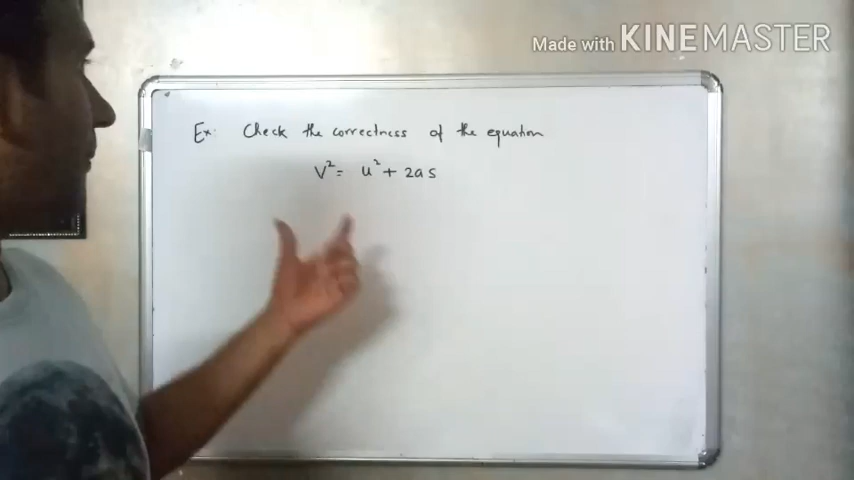 Made with KINEMASTER
Ex: Check the correctness of the equation
V² = u² + 2as